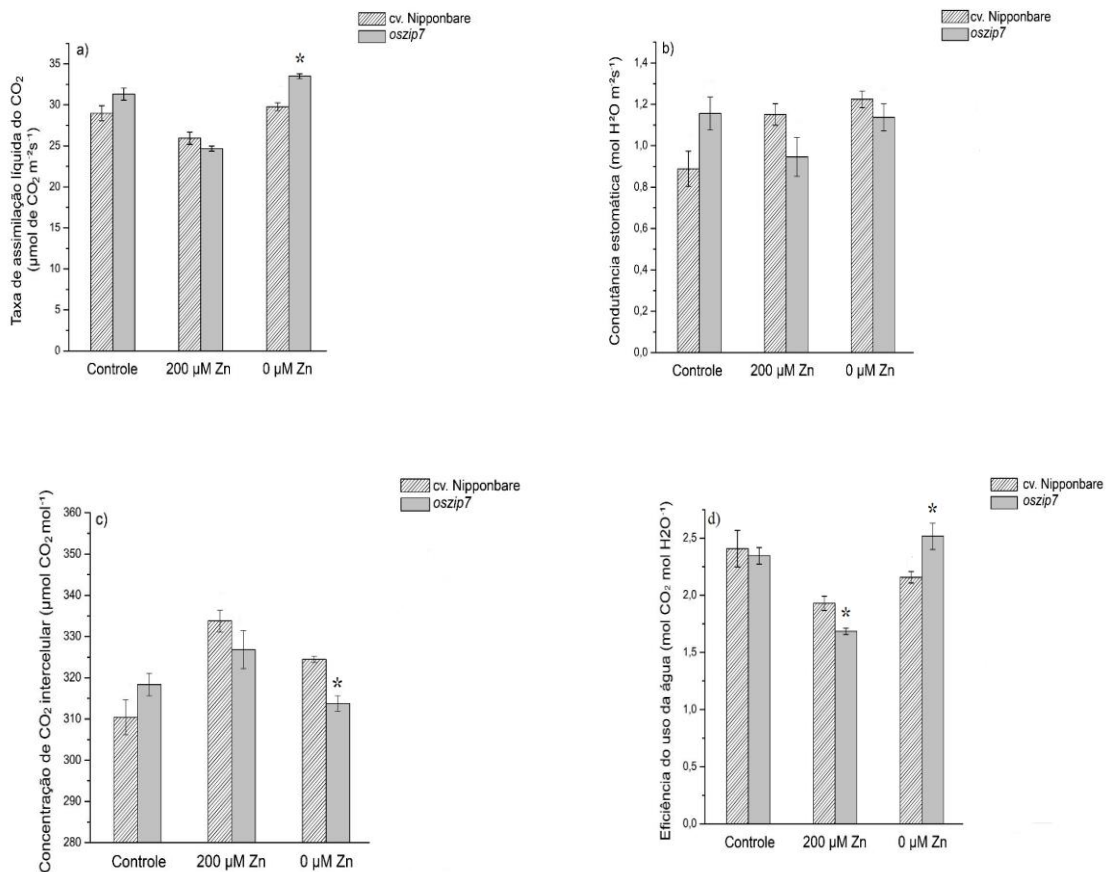 cv. Nipponbare
oszip7
a)
*
Taxa de assimilação líquida do CO₂
(µmol de CO₂ m⁻²s⁻¹)
35
30
25
20
15
10
5
0
Controle
200 µM Zn
0 µM Zn
cv. Nipponbare
oszip7
b)
Condutância estomática (mol H²O m⁻²s⁻¹)
1,4
1,2
1,0
0,8
0,6
0,4
0,2
0,0
Controle
200 µM Zn
0 µM Zn
cv. Nipponbare
oszip7
c)
*
Concentração de CO₂ intercelular (µmol CO₂ mol⁻¹)
360
350
340
330
320
310
300
290
280
Controle
200 µM Zn
0 µM Zn
cv. Nipponbare
oszip7
d)
*
*
Eficiência do uso da água (mol CO₂ mol H2O⁻¹)
2,5
2,0
1,5
1,0
0,5
0,0
Controle
200 µM Zn
0 µM Zn